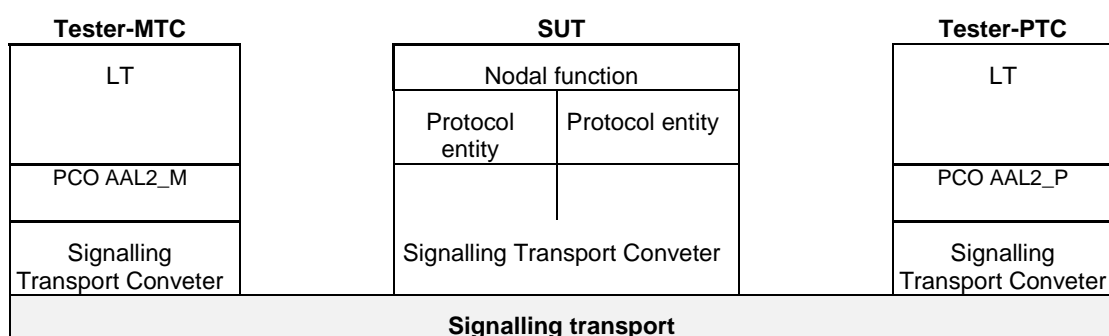 Tester-MTC
SUT
Tester-PTC
LT
Nodal function
LT
Protocol
entity
Protocol entity
PCO AAL2_M
PCO AAL2_P
Signalling
Transport Conveter
Signalling Transport Conveter
Signalling
Transport Conveter
Signalling transport